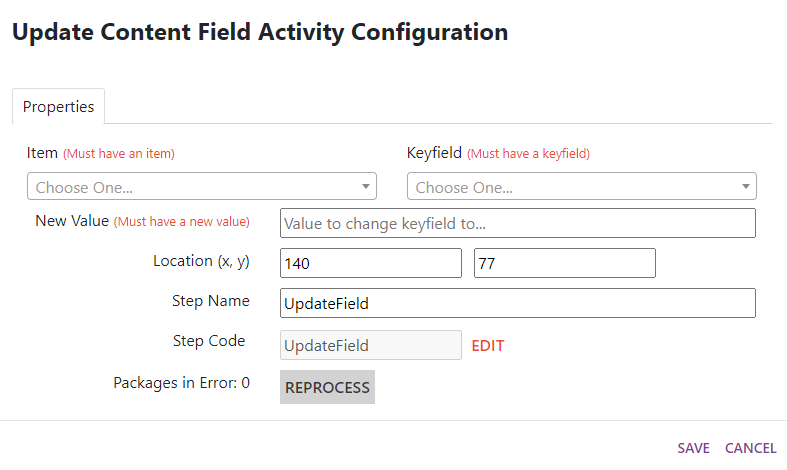 Update Content Field Activity Configuration
Properties
Item (Must have an item) Keyfield (Must have a keyfield)
Choose One... Choose One...
New Value (Must have a new value) Value to change keyfield to...
Location (x, y) 140 77
Step Name UpdateField
Step Code UpdateField EDIT
Packages in Error: 0 REPROCESS
SAVE CANCEL